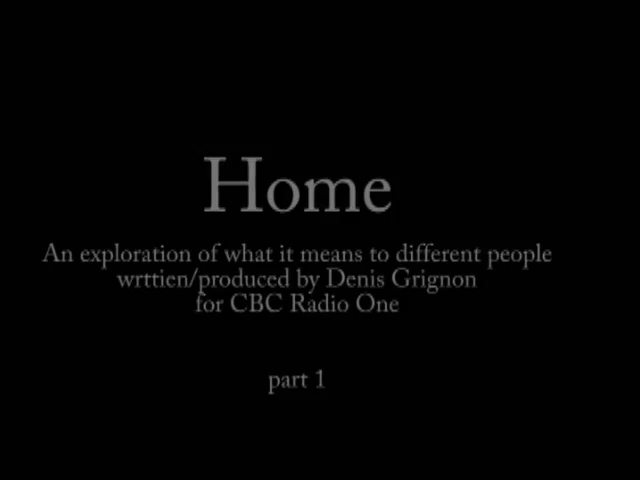 Home
An exploration of what it means to different people
wrttien/produced by Denis Grignon
for CBC Radio One
part 1